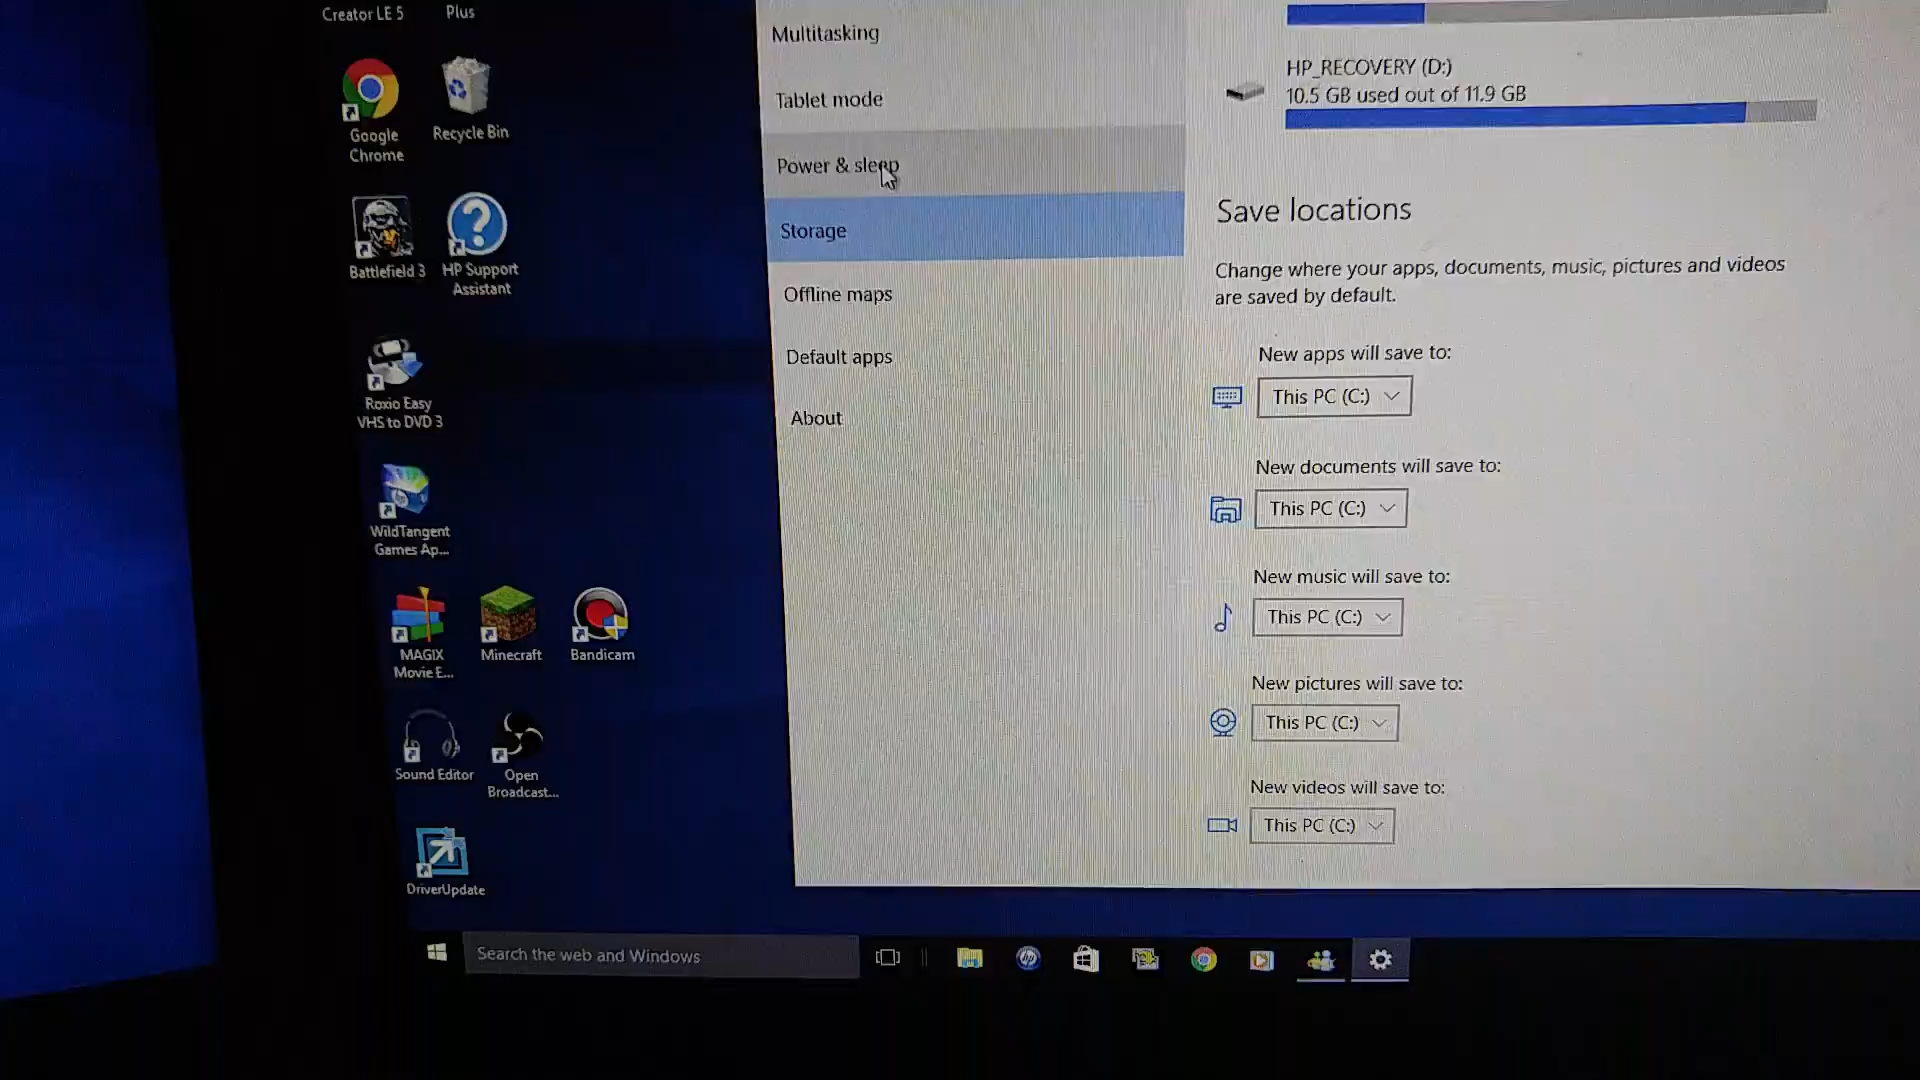 Creator LE 5
Plus
Google
Chrome
Recycle Bin
Battlefield 3
HP Support
Assistant
Roxio Easy
VHS to DVD 3
WildTangent
Games Ap...
MAGIX
Movie E...
Minecraft
Bandicam
Sound Editor
Open
Broadcast...
DriverUpdate
Multitasking
Tablet mode
Power & sleep
Storage
Offline maps
Default apps
About
HP_RECOVERY (D:)
10.5 GB used out of 11.9 GB
Save locations
Change where your apps, documents, music, pictures and videos
are saved by default.
New apps will save to:
This PC (C:)
New documents will save to:
This PC (C:)
New music will save to:
This PC (C:)
New pictures will save to:
This PC (C:)
New videos will save to:
This PC (C:)
Search the web and Windows